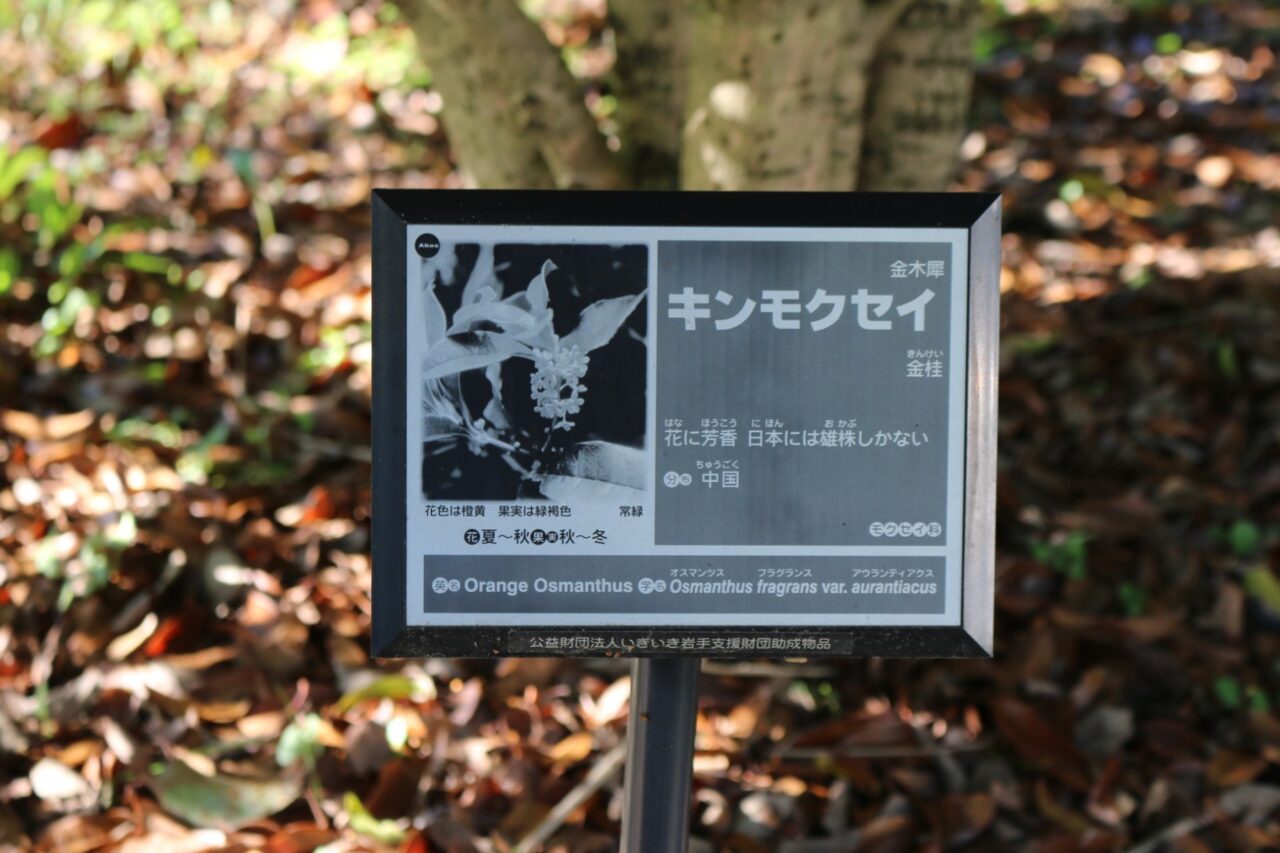 Aboc
金木犀
キンモクセイ
きんけい
金桂
はな ほうこう にほん おかぶ
花に芳香 日本には雄株しかない
ちゅうごく
分布 中国
モクセイ科
花色は橙黄 果実は緑褐色 常緑
花夏〜秋果実秋〜冬
オスマンツス フラグランス アウランティアクス
英名 Orange Osmanthus 学名 Osmanthus fragrans var. aurantiacus
公益財団法人いきいき岩手支援財団助成物品